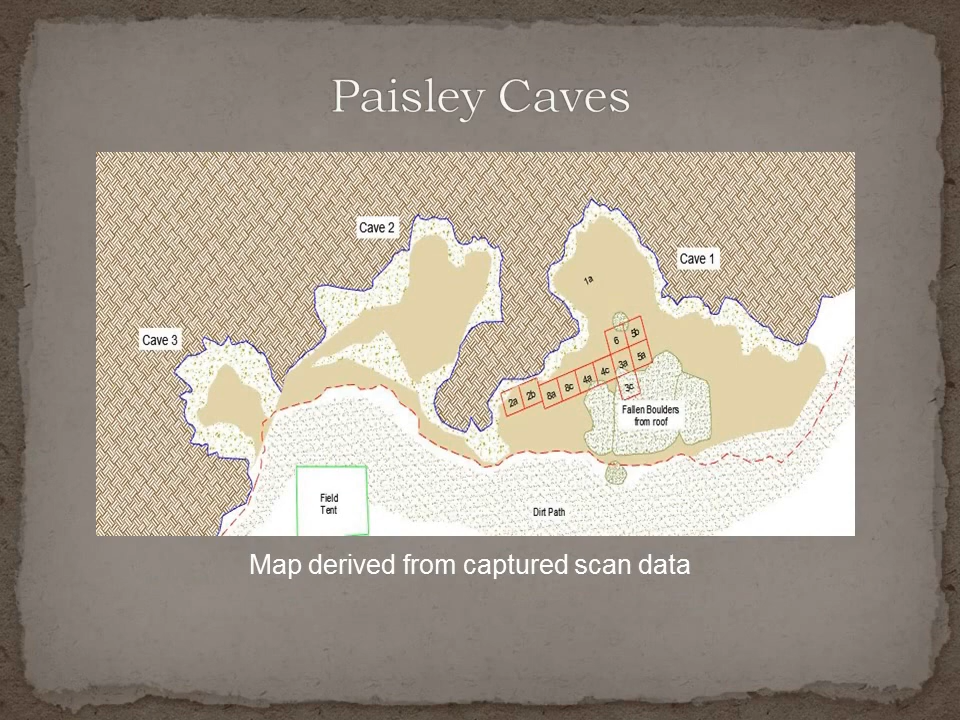 Paisley Caves
Cave 2
Cave 1
1a
Cave 3
6 5b
2a 2b 8a 8c 4a 4c 3a 5a
3c
Fallen Boulders
from roof
Field
Tent
Dirt Path
Map derived from captured scan data